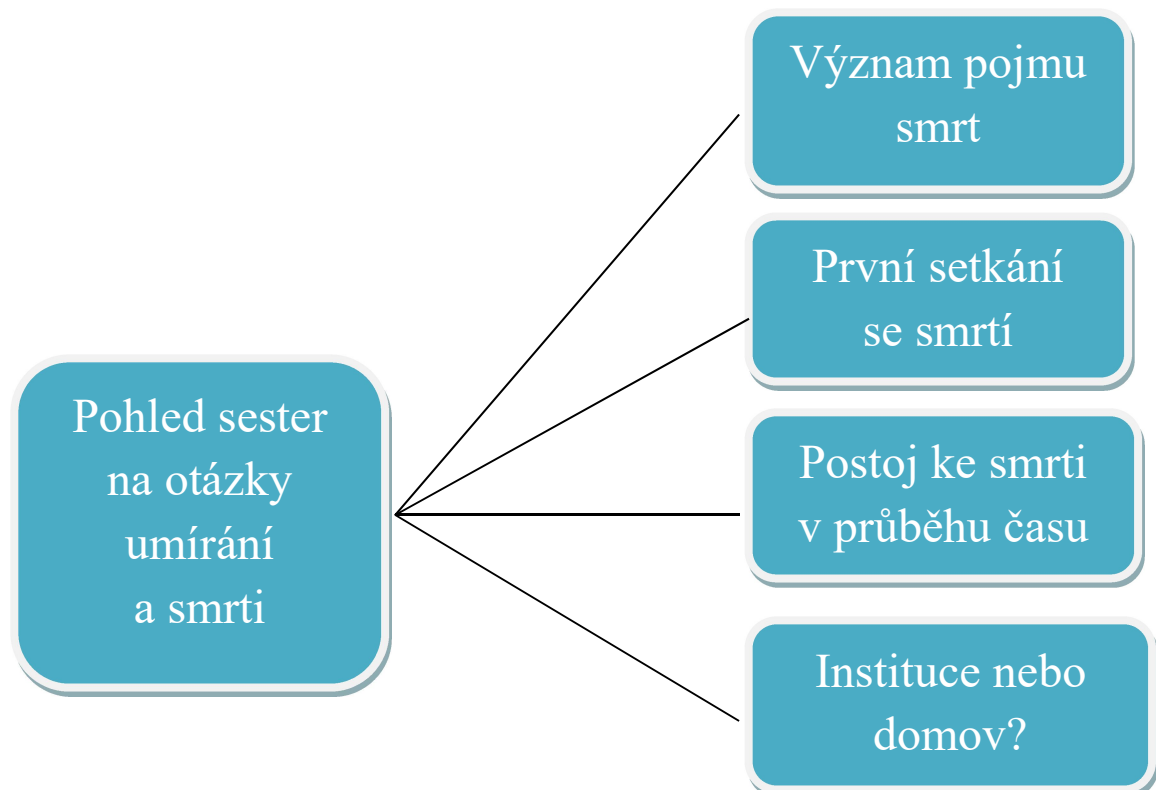 Význam pojmu
smrt
První setkání
se smrtí
Pohled sester
na otázky
umírání
a smrti
Postoj ke smrti
v průběhu času
Instituce nebo
domov?